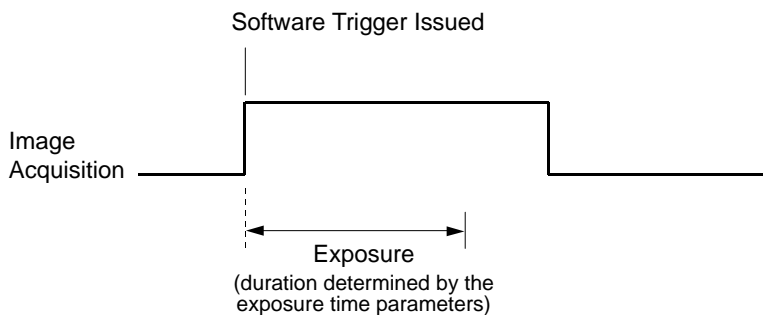 Software Trigger Issued
Image
Acquisition
Exposure
(duration determined by the
exposure time parameters)